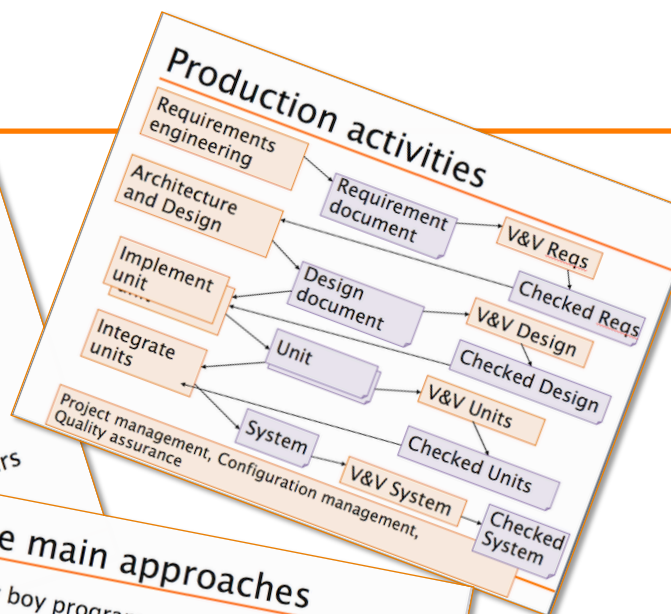 Production activities
Requirements
engineering
Requirement
document
V&V Reqs
Architecture
and Design
Checked Reqs
Design
document
V&V Design
Implement
unit
Checked Design
Unit
V&V Units
Integrate
units
Checked Units
System
V&V System
Checked
System
Project management, Configuration management,
Quality assurance
main approaches
boy